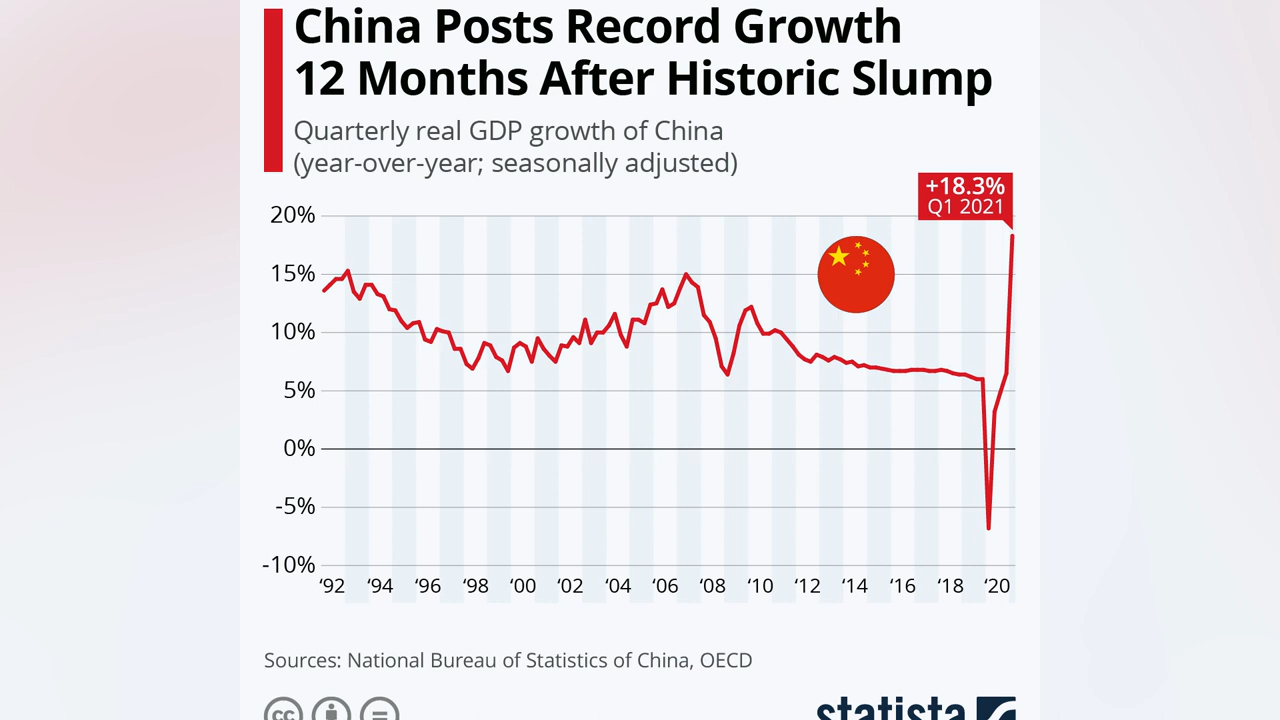 China Posts Record Growth
12 Months After Historic Slump
Quarterly real GDP growth of China
(year-over-year; seasonally adjusted)
+18.3%
Q1 2021
20%
15%
10%
5%
0%
-5%
-10%
‘92 ‘94 ‘96 ‘98 ‘00 ‘02 ‘04 ‘06 ‘08 ‘10 ‘12 ‘14 ‘16 ‘18 ‘20
Sources: National Bureau of Statistics of China, OECD
cc
statista